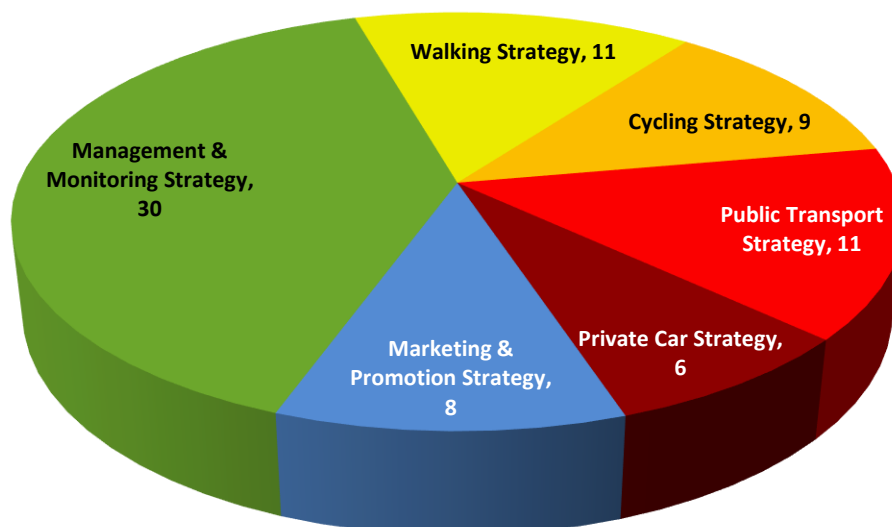 Walking Strategy, 11
Cycling Strategy, 9
Public Transport
Strategy, 11
Private Car Strategy,
6
Marketing &
Promotion Strategy,
8
Management &
Monitoring Strategy,
30